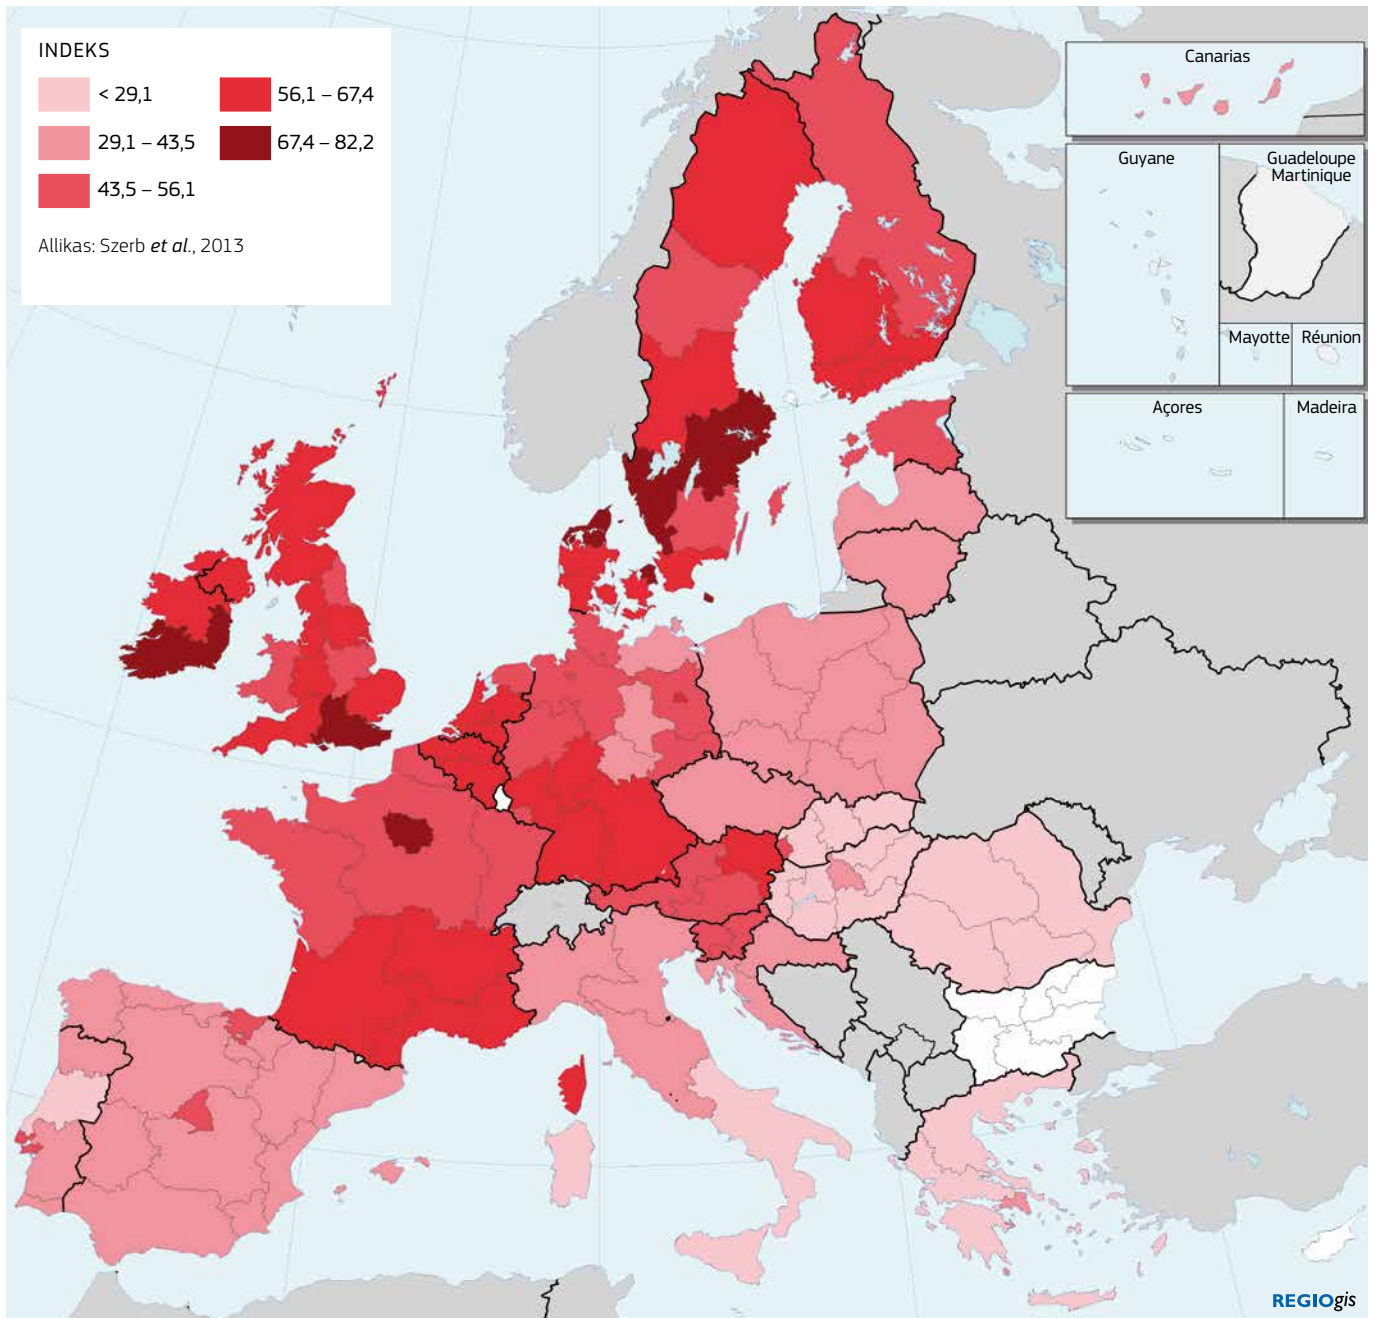 INDEKS
< 29,1
29,1 – 43,5
43,5 – 56,1
56,1 – 67,4
67,4 – 82,2
Allikas: Szerb et al., 2013
Canarias
Guyane
Guadeloupe
Martinique
Mayotte
Réunion
Açores
Madeira
REGIOgis